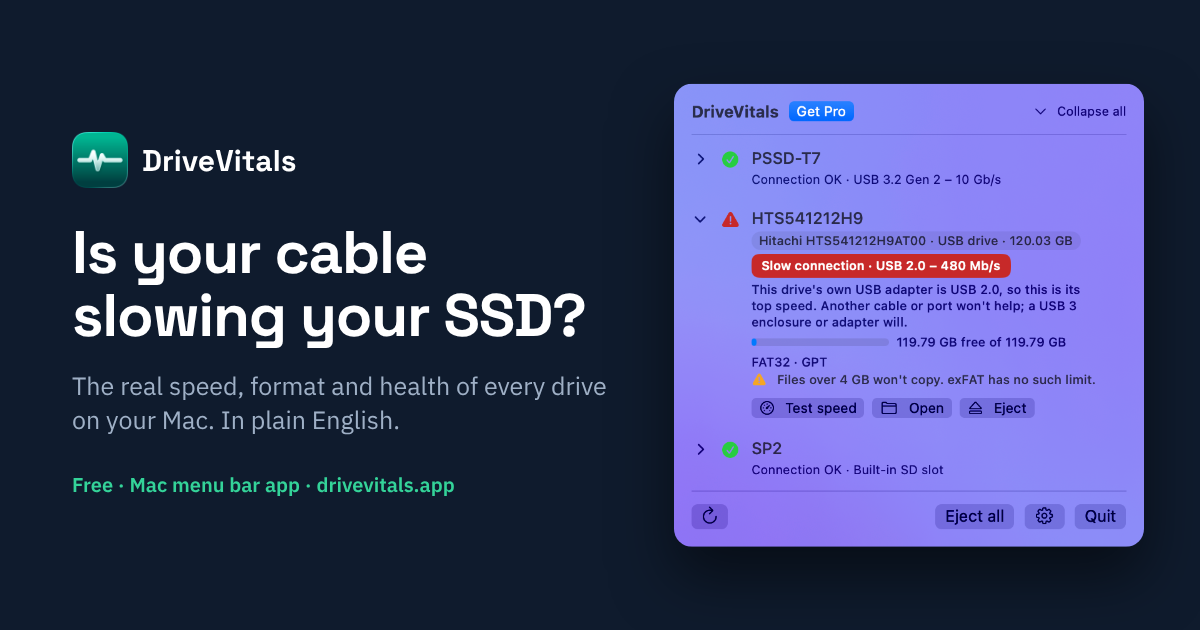 DriveVitals
Is your cable
slowing your SSD?
The real speed, format and health of every drive
on your Mac. In plain English.
Free · Mac menu bar app · drivevitals.app
DriveVitals Get Pro Collapse all
PSSD-T7
Connection OK · USB 3.2 Gen 2 – 10 Gb/s
HTS541212H9
Hitachi HTS541212H9AT00 · USB drive · 120.03 GB
Slow connection · USB 2.0 – 480 Mb/s
This drive's own USB adapter is USB 2.0, so this is its
top speed. Another cable or port won't help; a USB 3
enclosure or adapter will.
119.79 GB free of 119.79 GB
FAT32 · GPT
Files over 4 GB won't copy. exFAT has no such limit.
Test speed Open Eject
SP2
Connection OK · Built-in SD slot
Eject all Quit